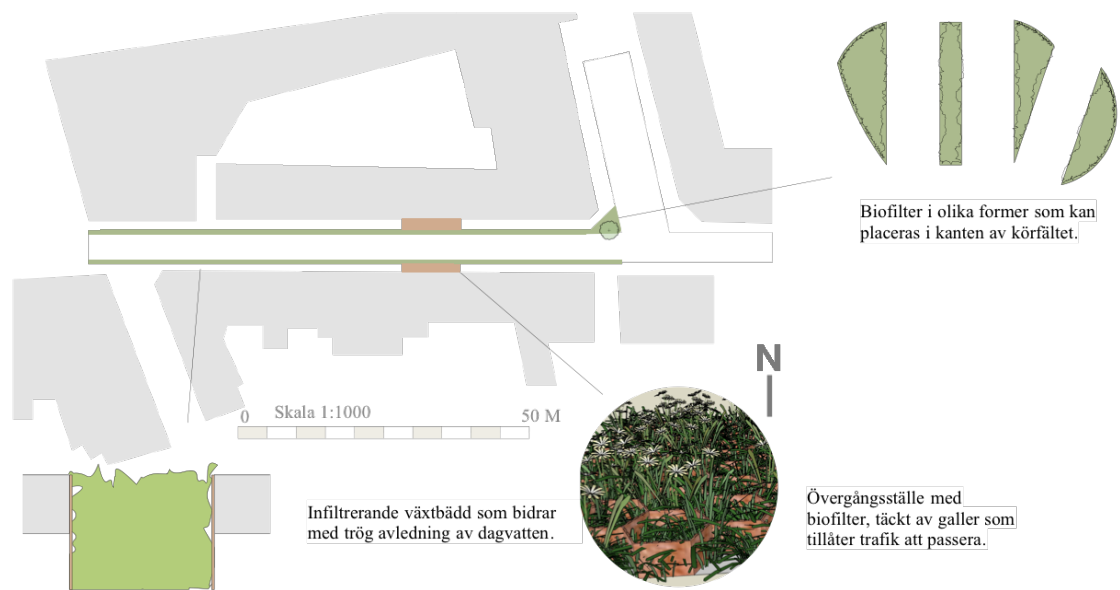 Biofilter i olika former som kan
placeras i kanten av körfältet.
N
0 Skala 1:1000 50 M
Infiltrerande växtbädd som bidrar
med trög avledning av dagvatten.
Övergångsställe med
biofilter, täckt av galler som
tillåter trafik att passera.